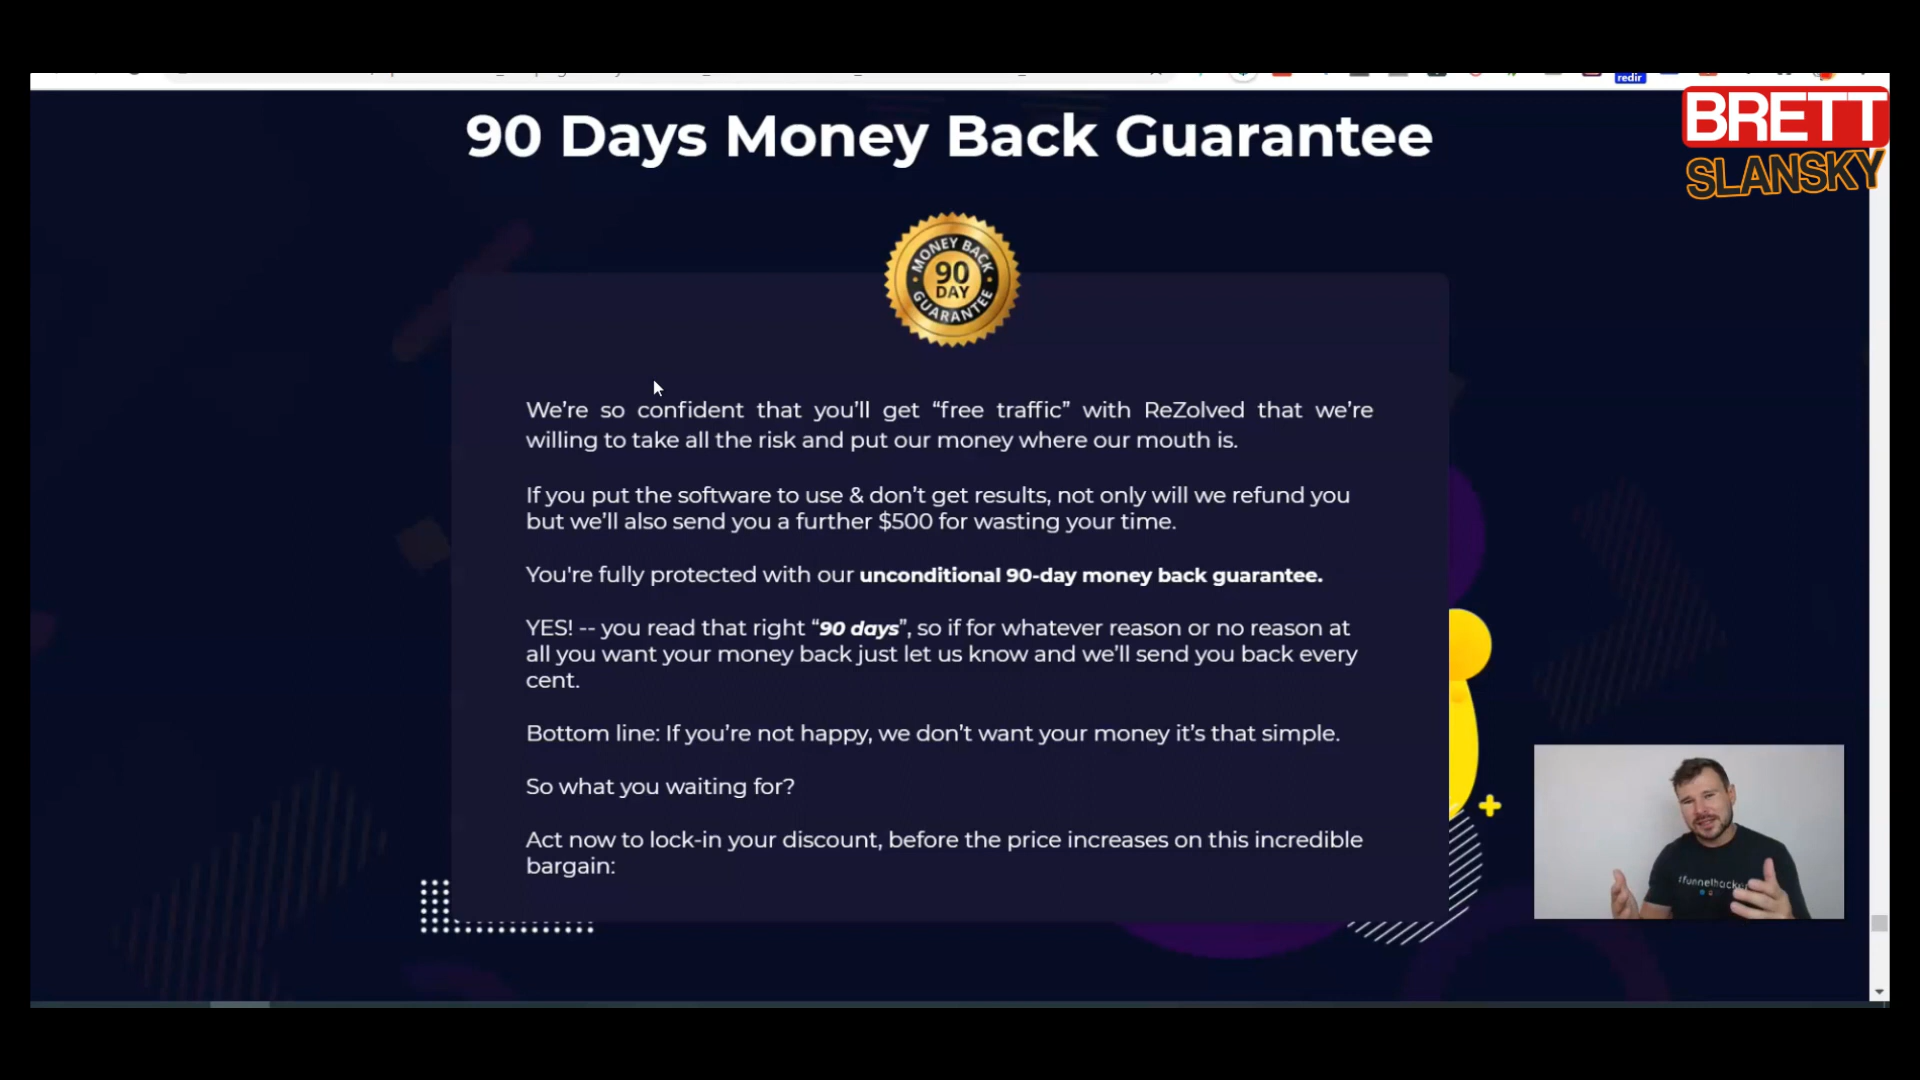 redir
BRETT
SLANSKY
90 Days Money Back Guarantee
MONEY BACK
90
DAY
GUARANTEE
We're so confident that you'll get “free traffic” with ReZolved that we're
willing to take all the risk and put our money where our mouth is.
If you put the software to use & don't get results, not only will we refund you
but we'll also send you a further $500 for wasting your time.
You're fully protected with our unconditional 90-day money back guarantee.
YES! -- you read that right “90 days”, so if for whatever reason or no reason at
all you want your money back just let us know and we'll send you back every
cent.
Bottom line: If you're not happy, we don't want your money it's that simple.
So what you waiting for?
Act now to lock-in your discount, before the price increases on this incredible
bargain: